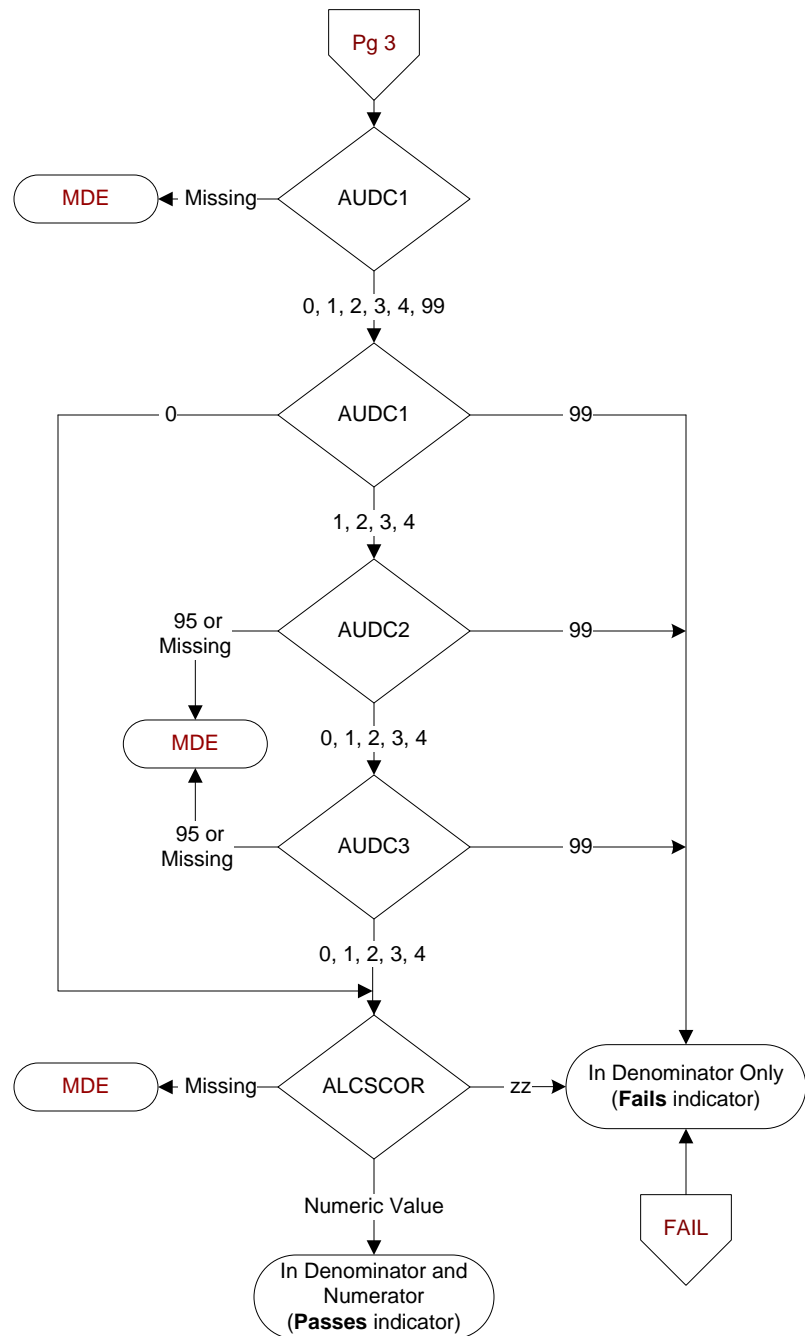 Pg 3
AUDC1
Missing
MDE
0, 1, 2, 3, 4, 99
0
AUDC1
99
1, 2, 3, 4
95 or
Missing
AUDC2
99
MDE
0, 1, 2, 3, 4
95 or
Missing
AUDC3
99
0, 1, 2, 3, 4
MDE
Missing
ALCSCOR
zz
In Denominator Only
(Fails indicator)
Numeric Value
FAIL
In Denominator and
Numerator
(Passes indicator)